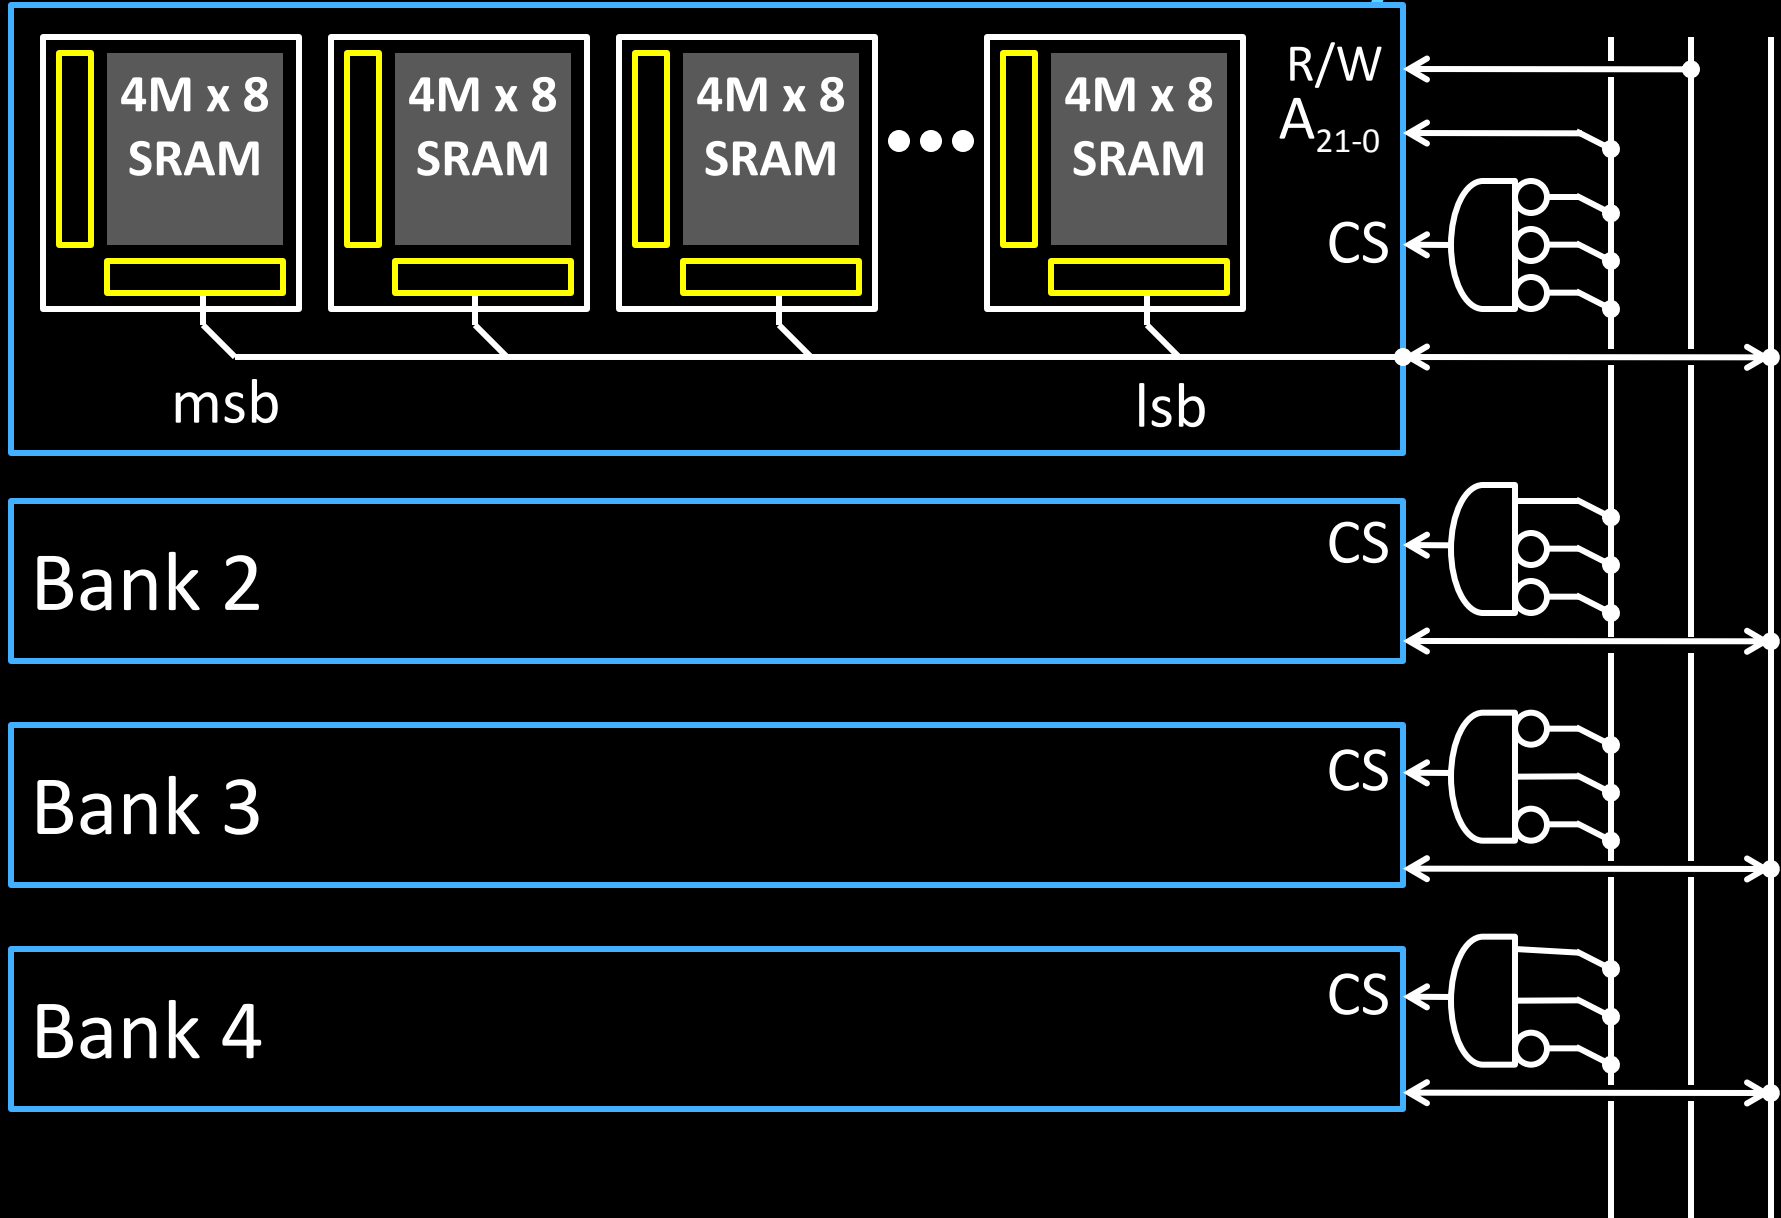 4M x 8
SRAM
4M x 8
SRAM
4M x 8
SRAM
4M x 8
SRAM
R/W
A21-0
CS
msb
lsb
CS
Bank 2
CS
Bank 3
CS
Bank 4